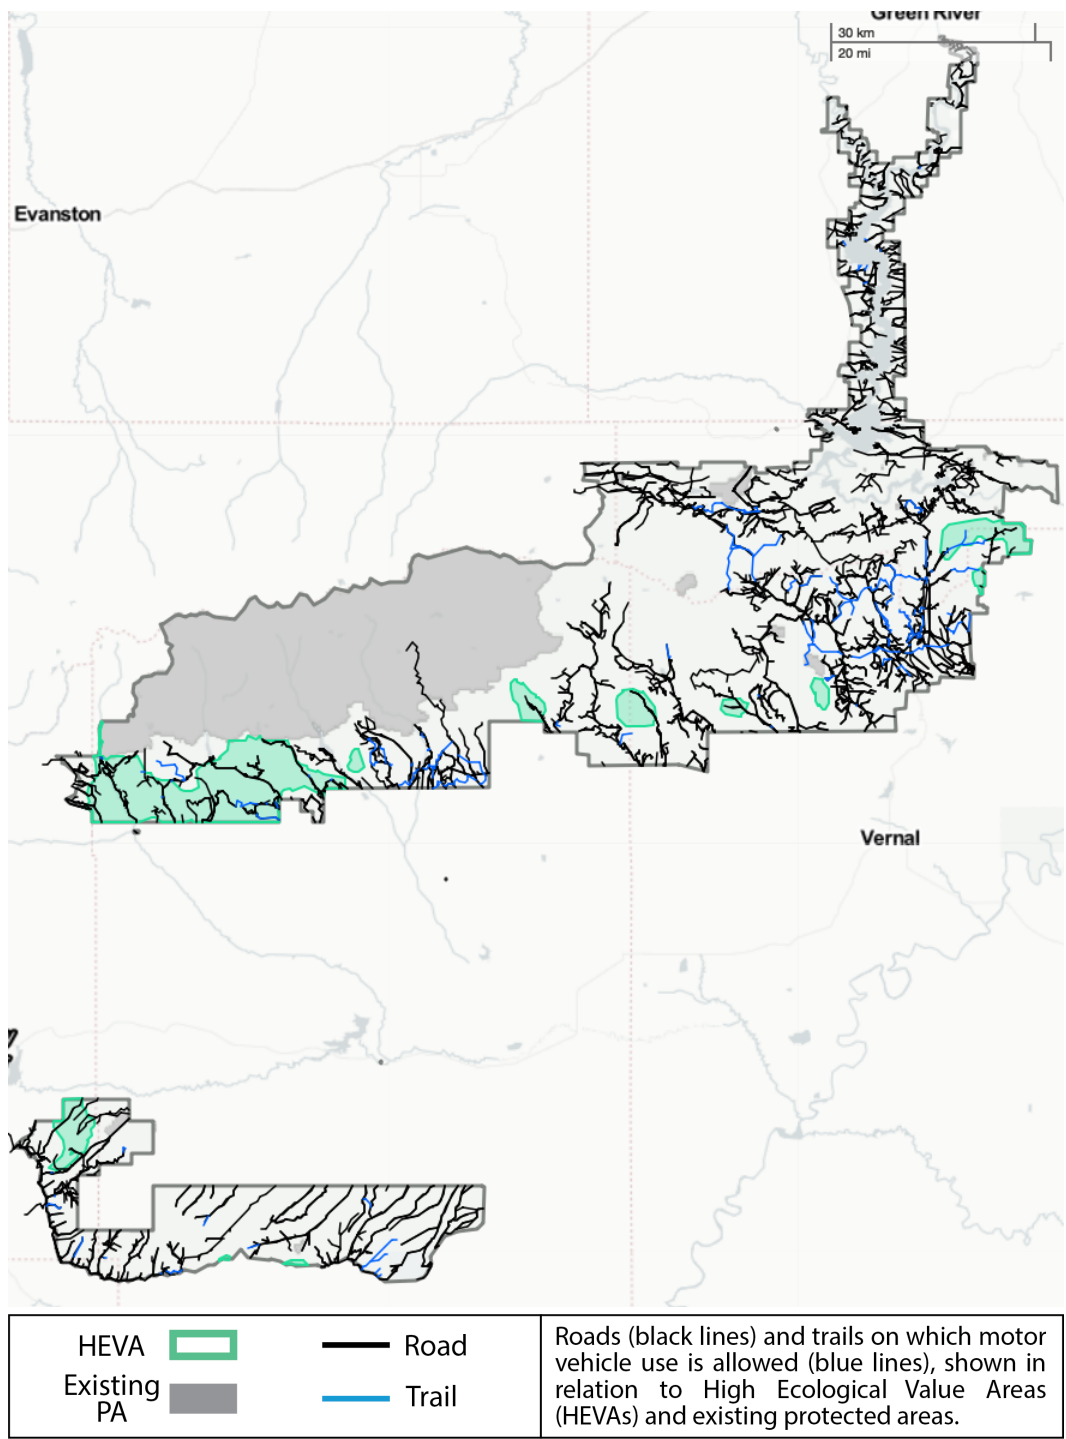 Green River
30 km
20 mi
Evanston
Vernal
HEVA
Road
Existing
PA
Trail
Roads (black lines) and trails on which motor
vehicle use is allowed (blue lines), shown in
relation to High Ecological Value Areas
(HEVAs) and existing protected areas.